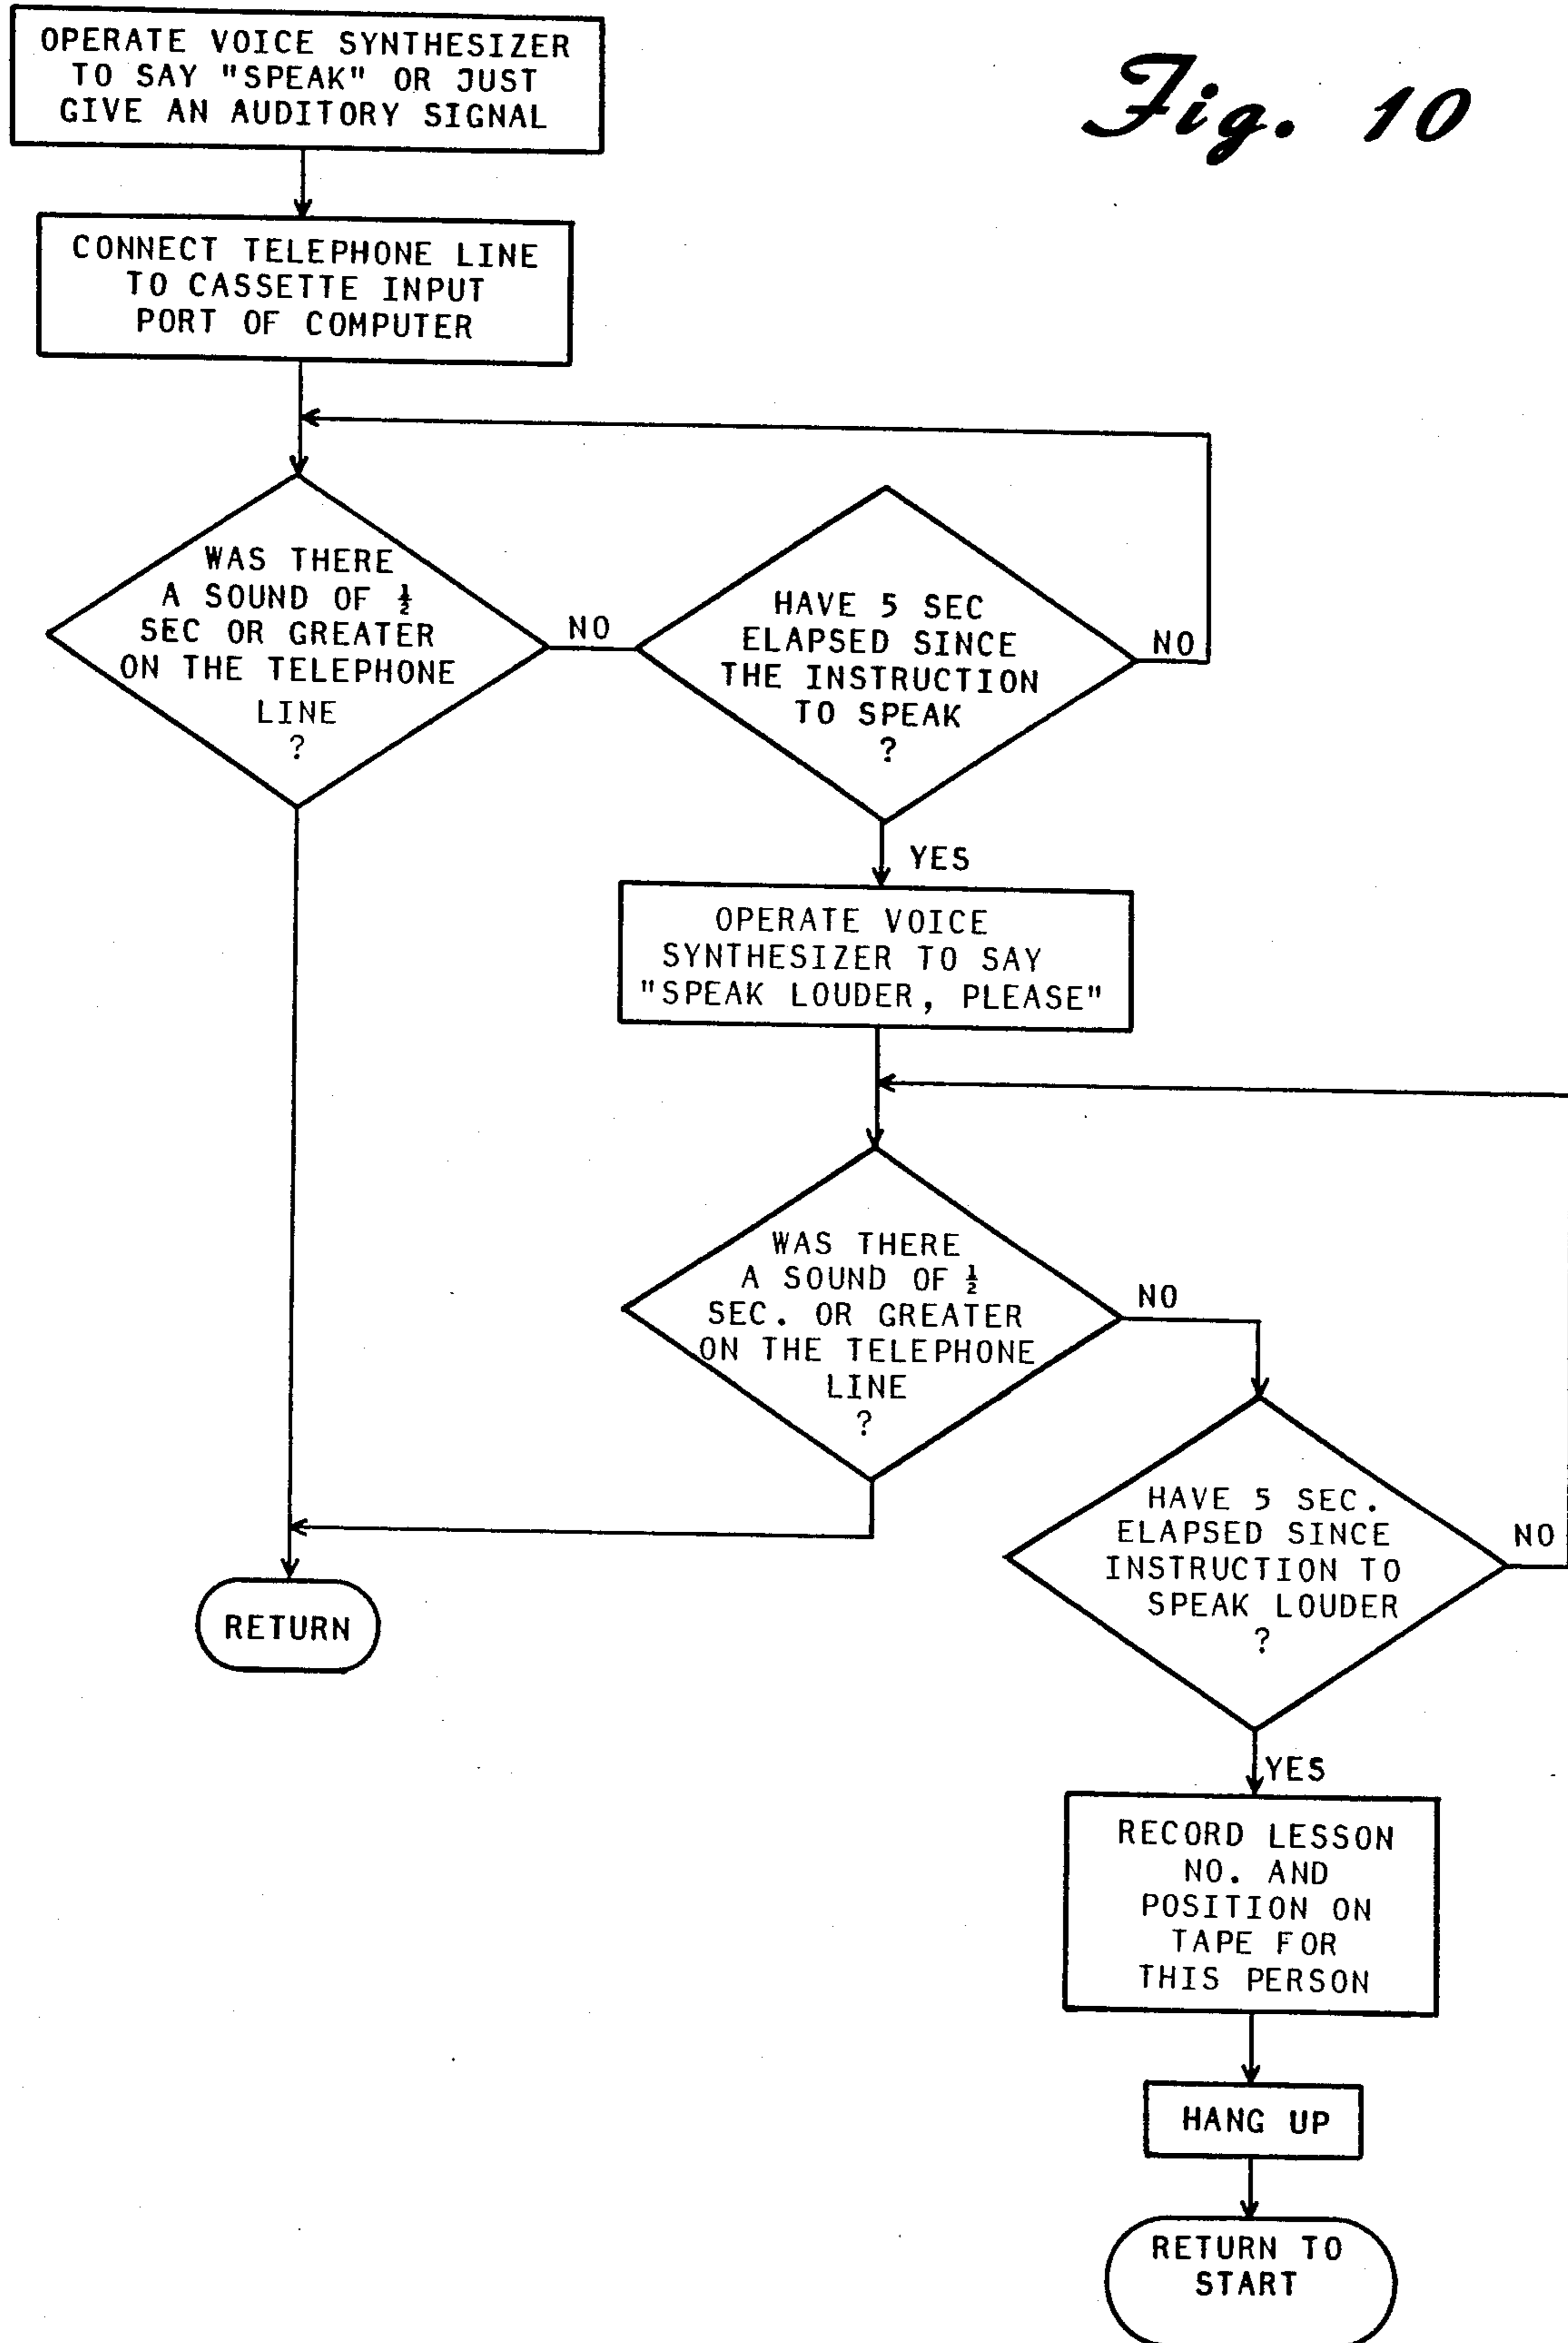 OPERATE VOICE SYNTHESIZER
TO SAY "SPEAK" OR JUST
GIVE AN AUDITORY SIGNAL
Fig. 10
CONNECT TELEPHONE LINE
TO CASSETTE INPUT
PORT OF COMPUTER
WAS THERE
A SOUND OF ½
SEC OR GREATER
ON THE TELEPHONE
LINE
?
NO
HAVE 5 SEC
ELAPSED SINCE
THE INSTRUCTION
TO SPEAK
?
NO
YES
OPERATE VOICE
SYNTHESIZER TO SAY
"SPEAK LOUDER, PLEASE"
WAS THERE
A SOUND OF ½
SEC. OR GREATER
ON THE TELEPHONE
LINE
?
NO
HAVE 5 SEC.
ELAPSED SINCE
INSTRUCTION TO
SPEAK LOUDER
?
NO
RETURN
YES
RECORD LESSON
NO. AND
POSITION ON
TAPE FOR
THIS PERSON
HANG UP
RETURN TO
START